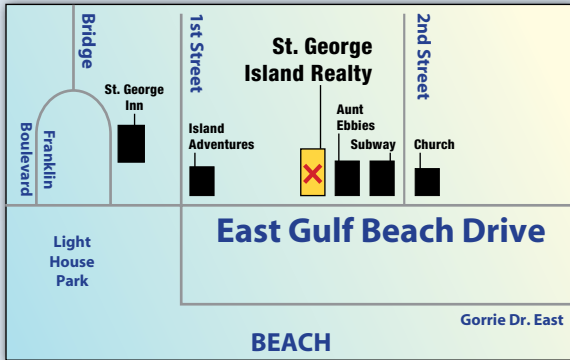 Bridge
Franklin
Boulevard
St. George
Inn
1st Street
Island
Adventures
St. George
Island Realty
Aunt
Ebbies
Subway
2nd Street
Church
East Gulf Beach Drive
Light
House
Park
Gorrie Dr. East
BEACH